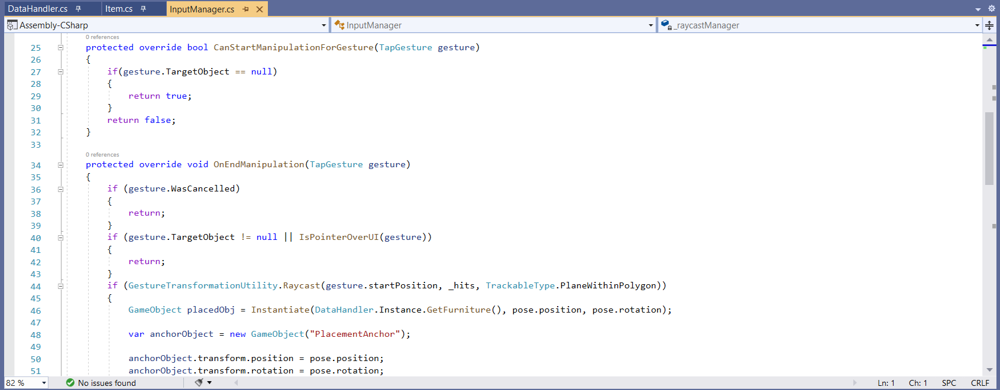 DataHandler.cs Item.cs InputManager.cs
Assembly-CSharp InputManager _raycastManager
0 references
25 protected override bool CanStartManipulationForGesture(TapGesture gesture)
26 {
27 if(gesture.TargetObject == null)
28 {
29 return true;
30 }
31 return false;
32 }
33
0 references
34 protected override void OnEndManipulation(TapGesture gesture)
35 {
36 if (gesture.WasCancelled)
37 {
38 return;
39 }
40 if (gesture.TargetObject != null || IsPointerOverUI(gesture))
41 {
42 return;
43 }
44 if (GestureTransformationUtility.Raycast(gesture.startPosition, _hits, TrackableType.PlaneWithinPolygon))
45 {
46 GameObject placedObj = Instantiate(DataHandler.Instance.GetFurniture(), pose.position, pose.rotation);
47
48 var anchorObject = new GameObject("PlacementAnchor");
49
50 anchorObject.transform.position = pose.position;
51 anchorObject.transform.rotation = pose.rotation;
82 % No issues found Ln: 1 Ch: 1 SPC CRLF